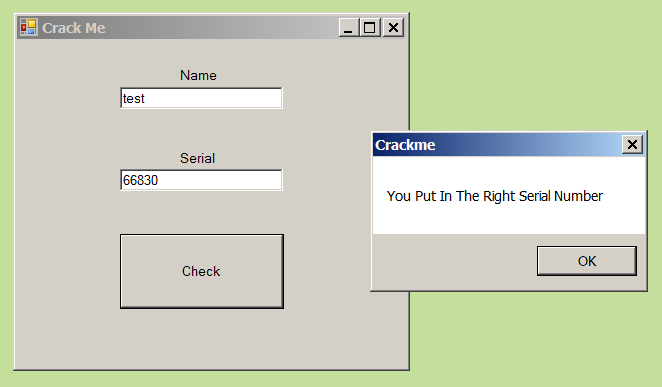 Crack Me
Name
test
Serial
66830
Check
Crackme
You Put In The Right Serial Number
OK